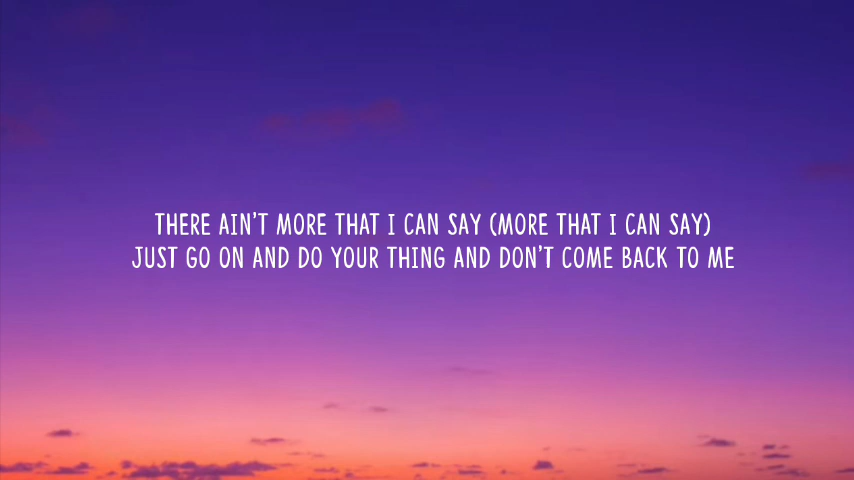 THERE AIN'T MORE THAT I CAN SAY (MORE THAT I CAN SAY)
JUST GO ON AND DO YOUR THING AND DON'T COME BACK TO ME